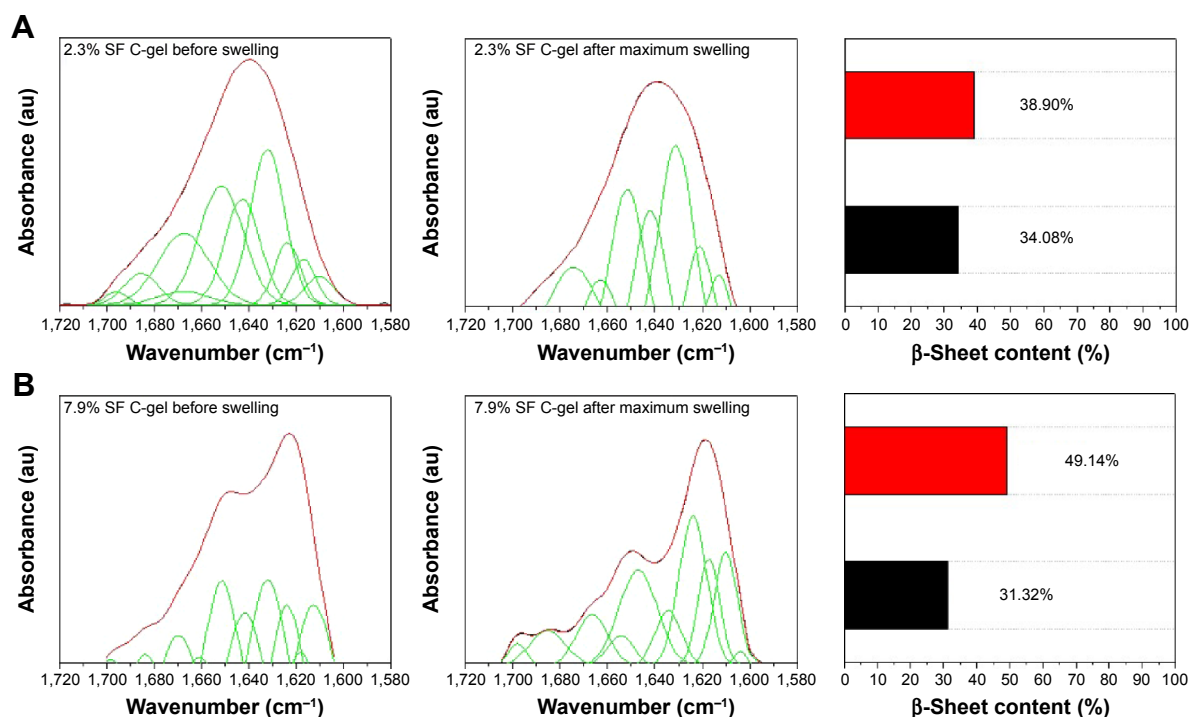 A
2.3% SF C-gel before swelling
Absorbance (au)
1,720 1,700 1,680 1,660 1,640 1,620 1,600 1,580
Wavenumber (cm⁻¹)
2.3% SF C-gel after maximum swelling
Absorbance (au)
1,720 1,700 1,680 1,660 1,640 1,620 1,600 1,580
Wavenumber (cm⁻¹)
38.90%
34.08%
0 10 20 30 40 50 60 70 80 90 100
β-Sheet content (%)
B
7.9% SF C-gel before swelling
Absorbance (au)
1,720 1,700 1,680 1,660 1,640 1,620 1,600 1,580
Wavenumber (cm⁻¹)
7.9% SF C-gel after maximum swelling
Absorbance (au)
1,720 1,700 1,680 1,660 1,640 1,620 1,600 1,580
Wavenumber (cm⁻¹)
49.14%
31.32%
0 10 20 30 40 50 60 70 80 90 100
β-Sheet content (%)